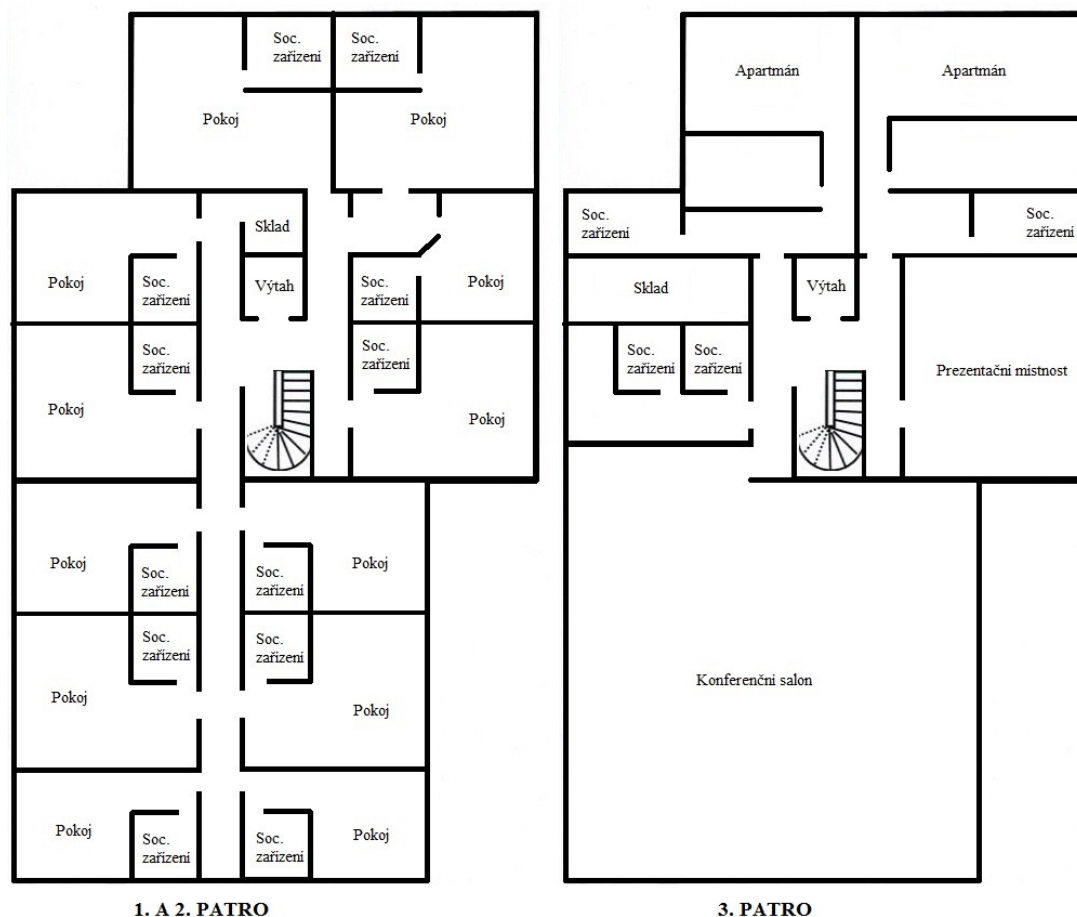 Soc.
zařízení
Soc.
zařízení
Pokoj
Pokoj
Sklad
Pokoj
Soc.
zařízení
Výtah
Soc.
zařízení
Pokoj
Pokoj
Soc.
zařízení
Soc.
zařízení
Pokoj
Pokoj
Soc.
zařízení
Soc.
zařízení
Pokoj
Pokoj
Soc.
zařízení
Soc.
zařízení
Pokoj
Pokoj
Soc.
zařízení
Soc.
zařízení
Pokoj
1. A 2. PATRO
Apartmán
Apartmán
Soc.
zařízení
Soc.
zařízení
Sklad
Výtah
Soc.
zařízení
Soc.
zařízení
Prezentační místnost
Konferenční salon
3. PATRO